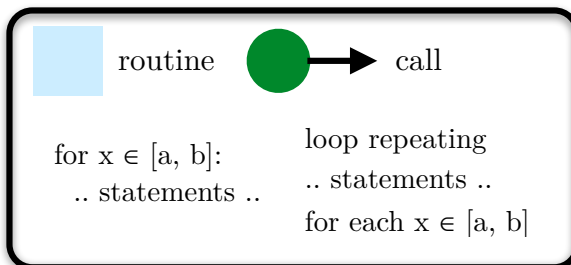 routine
call
for x ∈ [a, b]:
.. statements ..
loop repeating
.. statements ..
for each x ∈ [a, b]